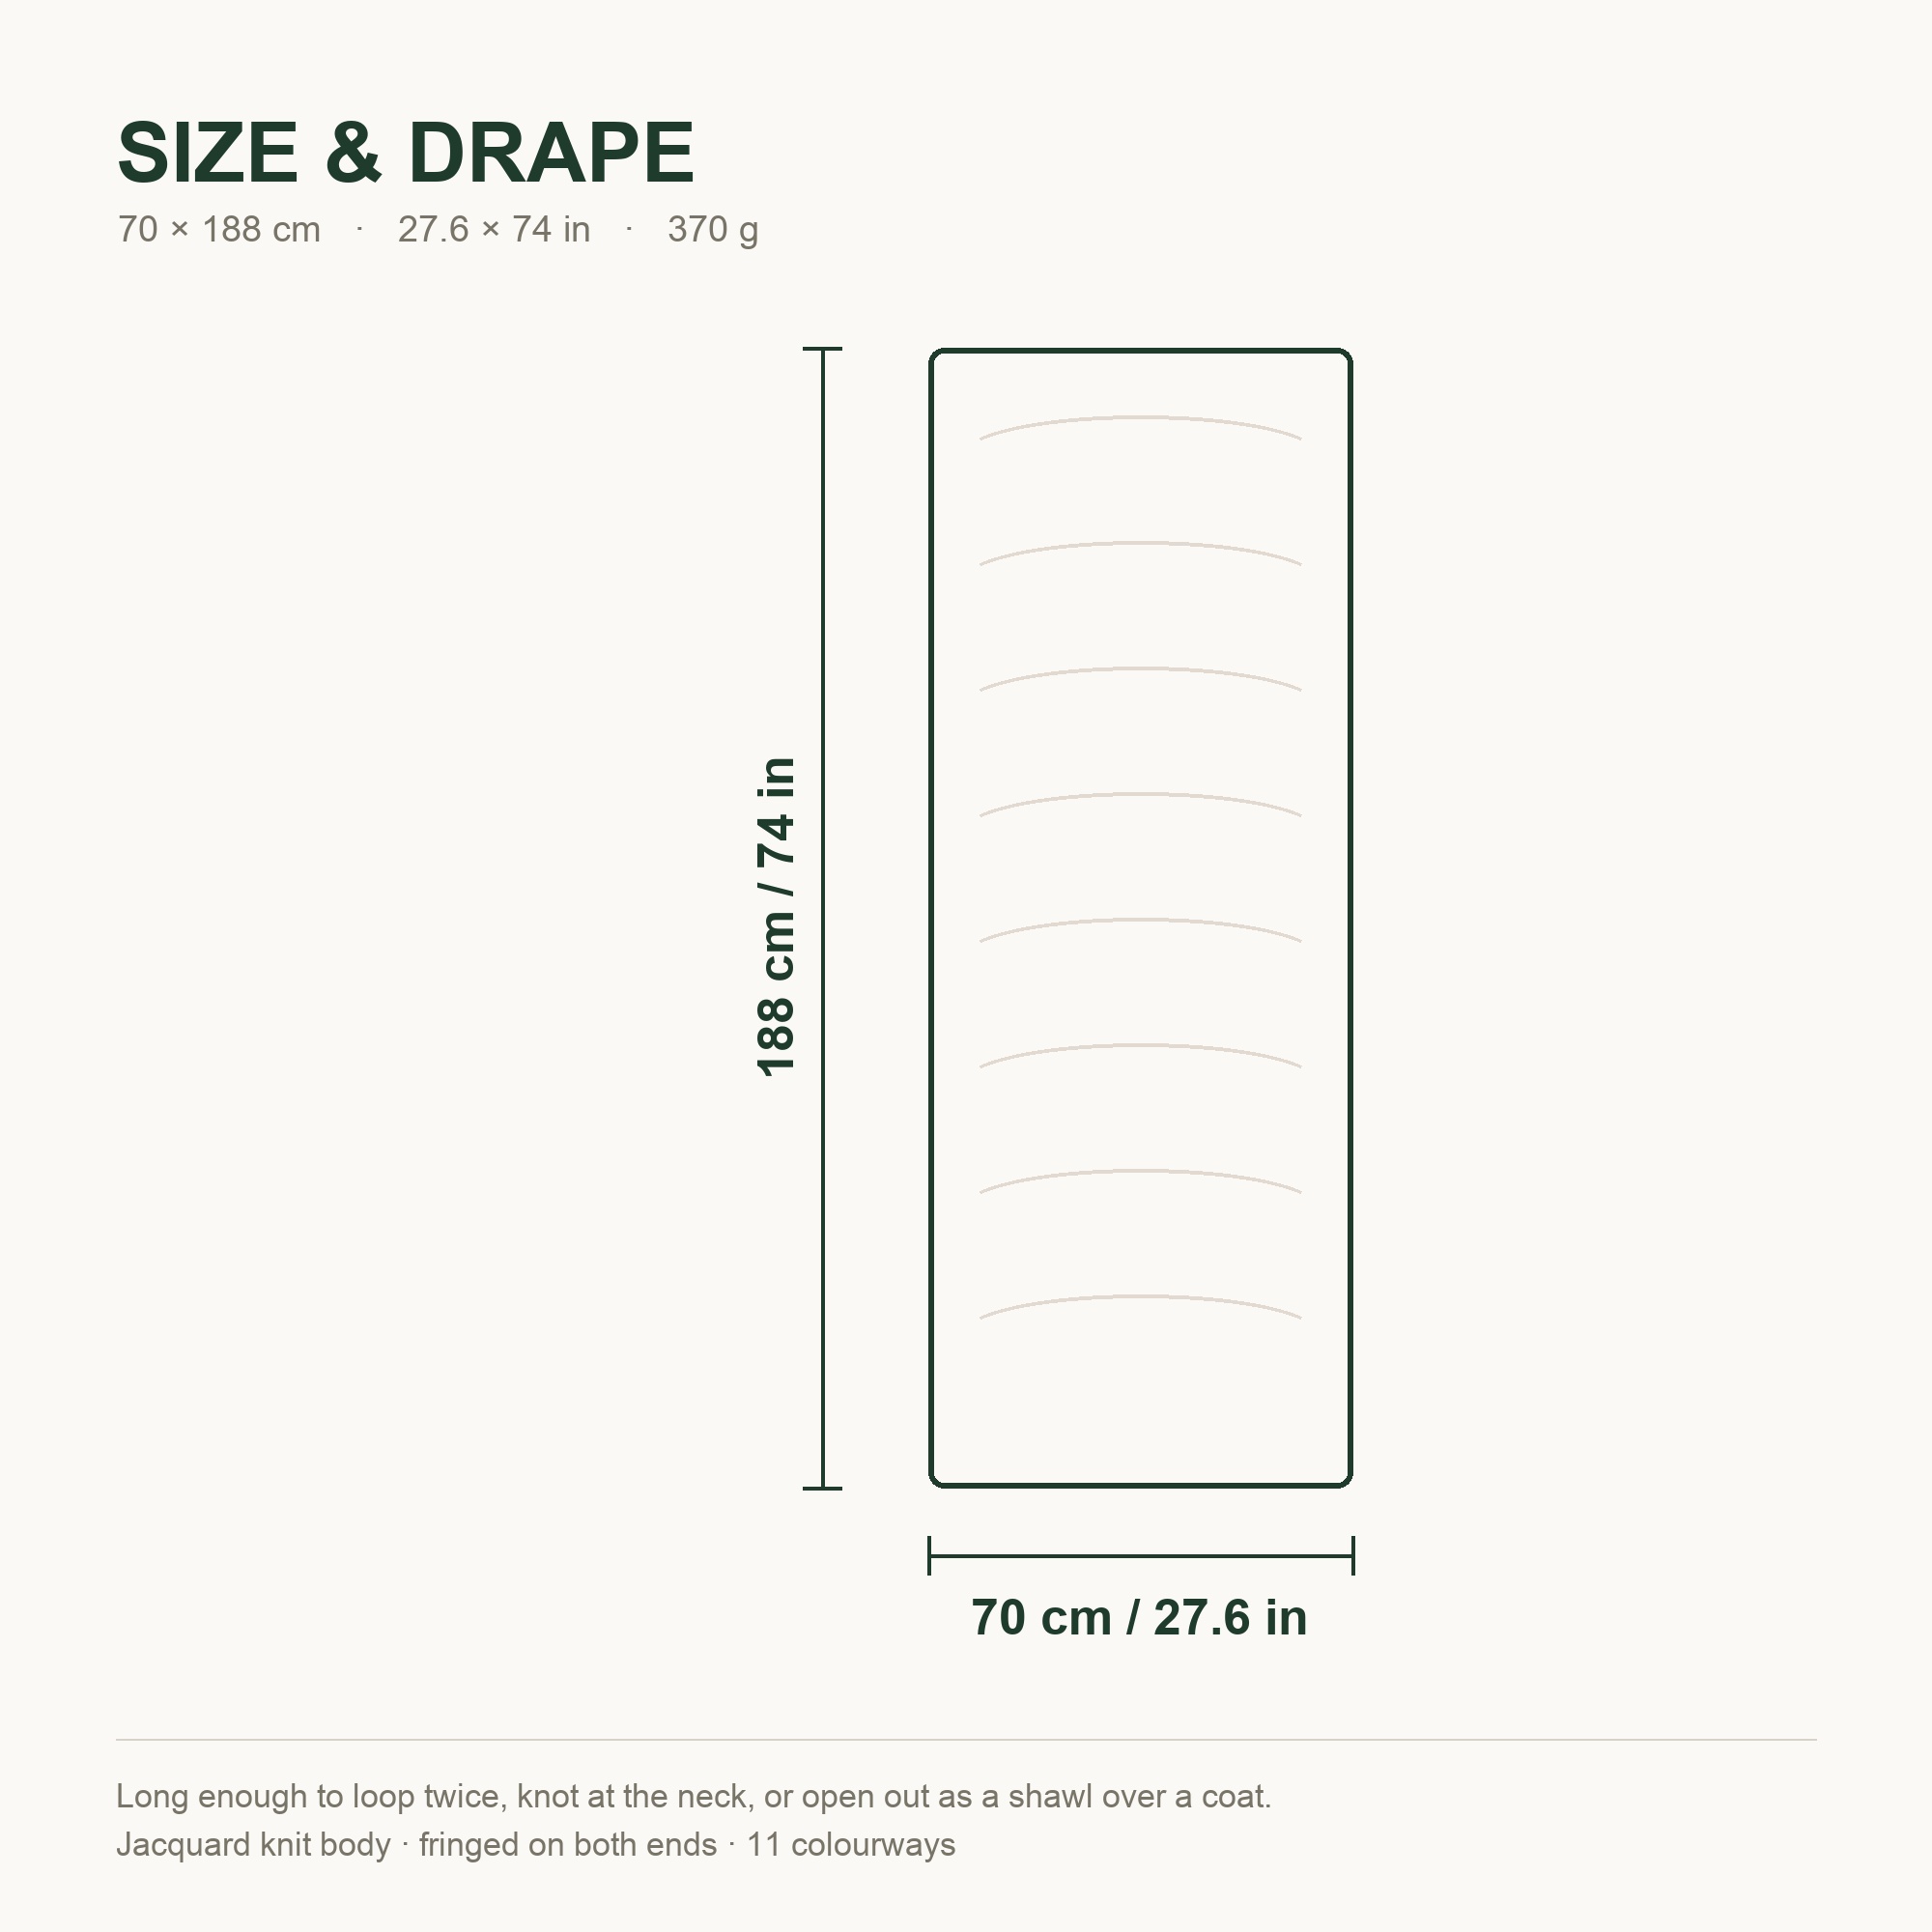 SIZE & DRAPE
70 × 188 cm · 27.6 × 74 in · 370 g
188 cm / 74 in
70 cm / 27.6 in
Long enough to loop twice, knot at the neck, or open out as a shawl over a coat.
Jacquard knit body · fringed on both ends · 11 colourways